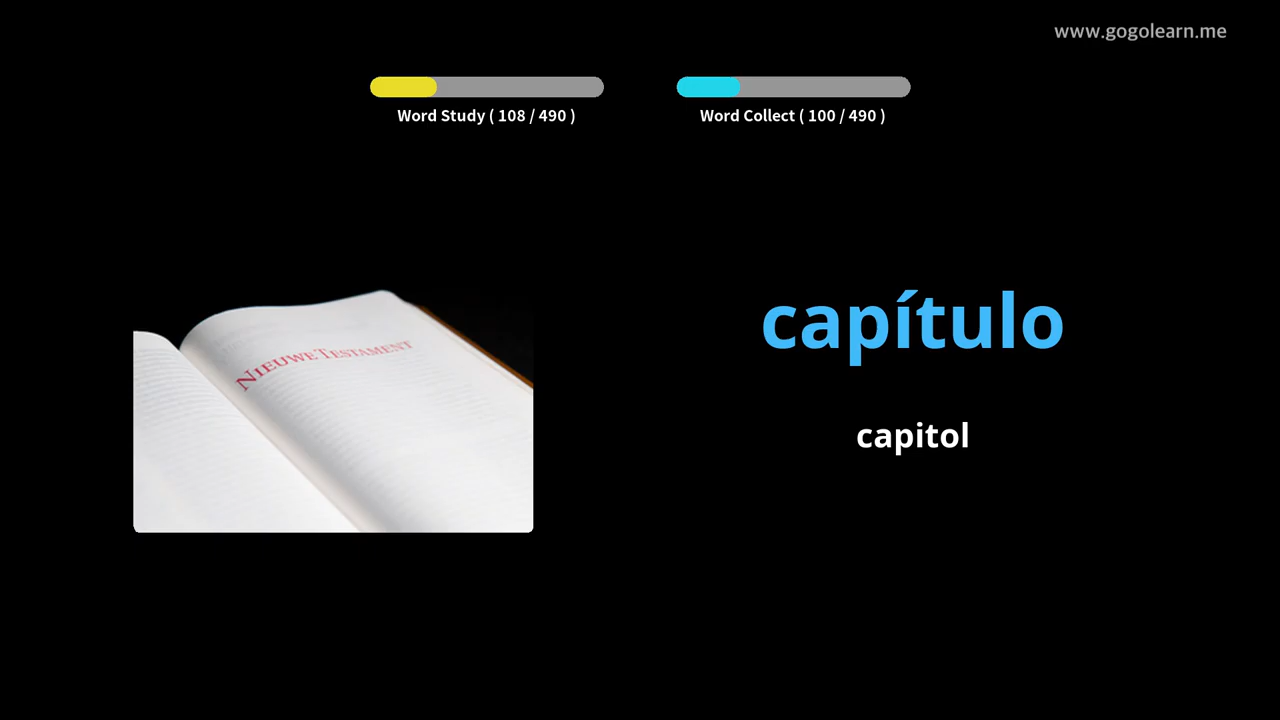 www.gogolearn.me
Word Study ( 108 / 490 )
Word Collect ( 100 / 490 )
NIEUWE TESTAMENT
capítulo
capitol